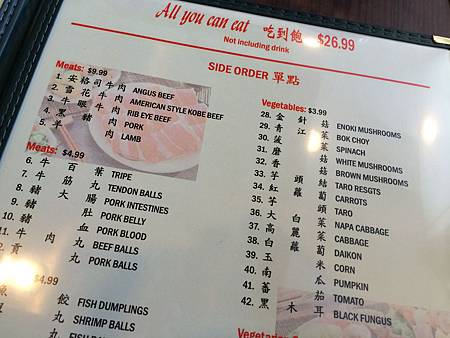 All you can eat 吃到飽 $26.99
Not including drink
SIDE ORDER 單點
Meats: $9.99
1. 安格司牛肉 ANGUS BEEF
2. 雪花牛肉 AMERICAN STYLE KOBE BEEF
3. 牛眼肉 RIB EYE BEEF
4. 黑豬肉 PORK
5. 羊肉 LAMB
Meats: $4.99
6. 牛百葉 TRIPE
7. 牛筋丸 TENDON BALLS
8. 豬大腸 PORK INTESTINES
9. 豬肚 PORK BELLY
10. 豬血 PORK BLOOD
11. 牛肉丸 BEEF BALLS
貢丸 PORK BALLS
$4.99
餃 FISH DUMPLINGS
丸 SHRIMP BALLS
Vegetables: $3.99
28. 金針菇 ENOKI MUSHROOMS
29. 青江菜 BOK CHOY
30. 菠菜 SPINACH
31. 蘑菇 WHITE MUSHROOMS
32. 香菇 BROWN MUSHROOMS
33. 芋頭結 TARO RESGTS
34. 紅蘿蔔 CARROTS
35. 芋頭 TARO
36. 大白菜 NAPA CABBAGE
37. 高麗菜 CABBAGE
38. 白蘿蔔 DAIKON
39. 玉米 CORN
40. 南瓜 PUMPKIN
41. 番茄 TOMATO
42. 黑木耳 BLACK FUNGUS